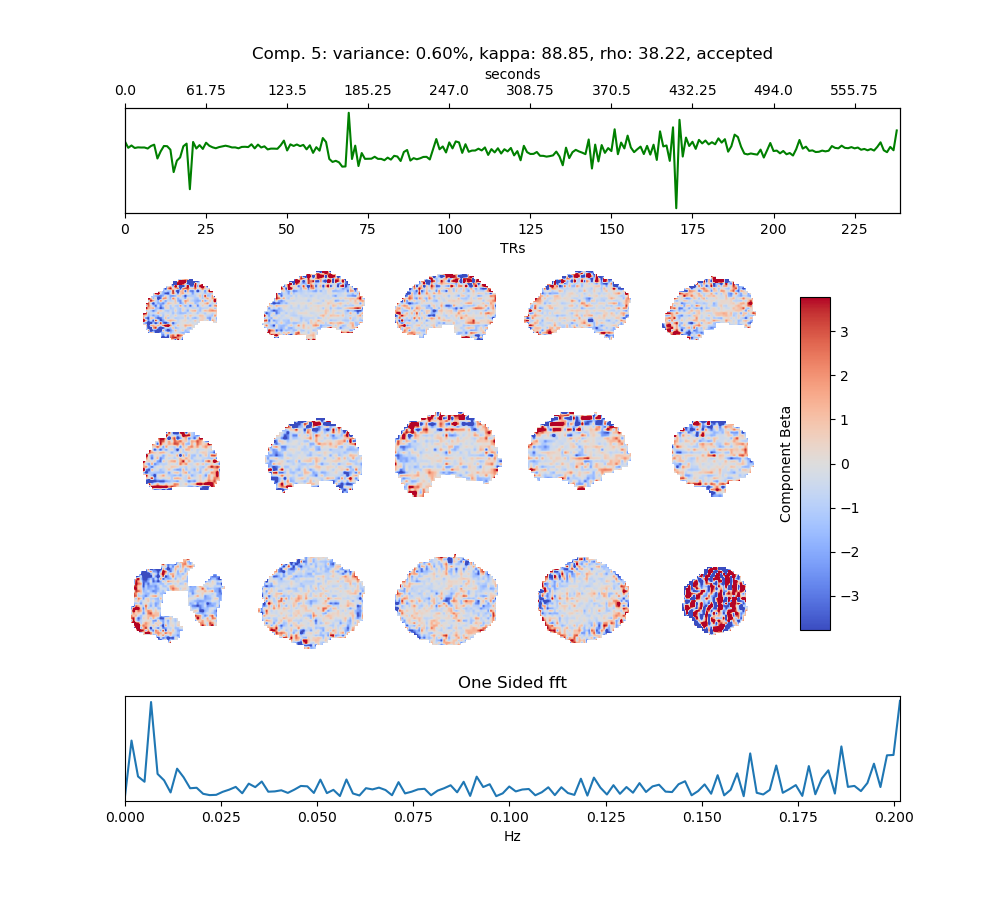 Comp. 5: variance: 0.60%, kappa: 88.85, rho: 38.22, accepted
seconds
0.0 61.75 123.5 185.25 247.0 308.75 370.5 432.25 494.0 555.75
0 25 50 75 100 125 150 175 200 225
TRs
3
2
1
0
−1
−2
−3
Component Beta
One Sided fft
0.000 0.025 0.050 0.075 0.100 0.125 0.150 0.175 0.200
Hz